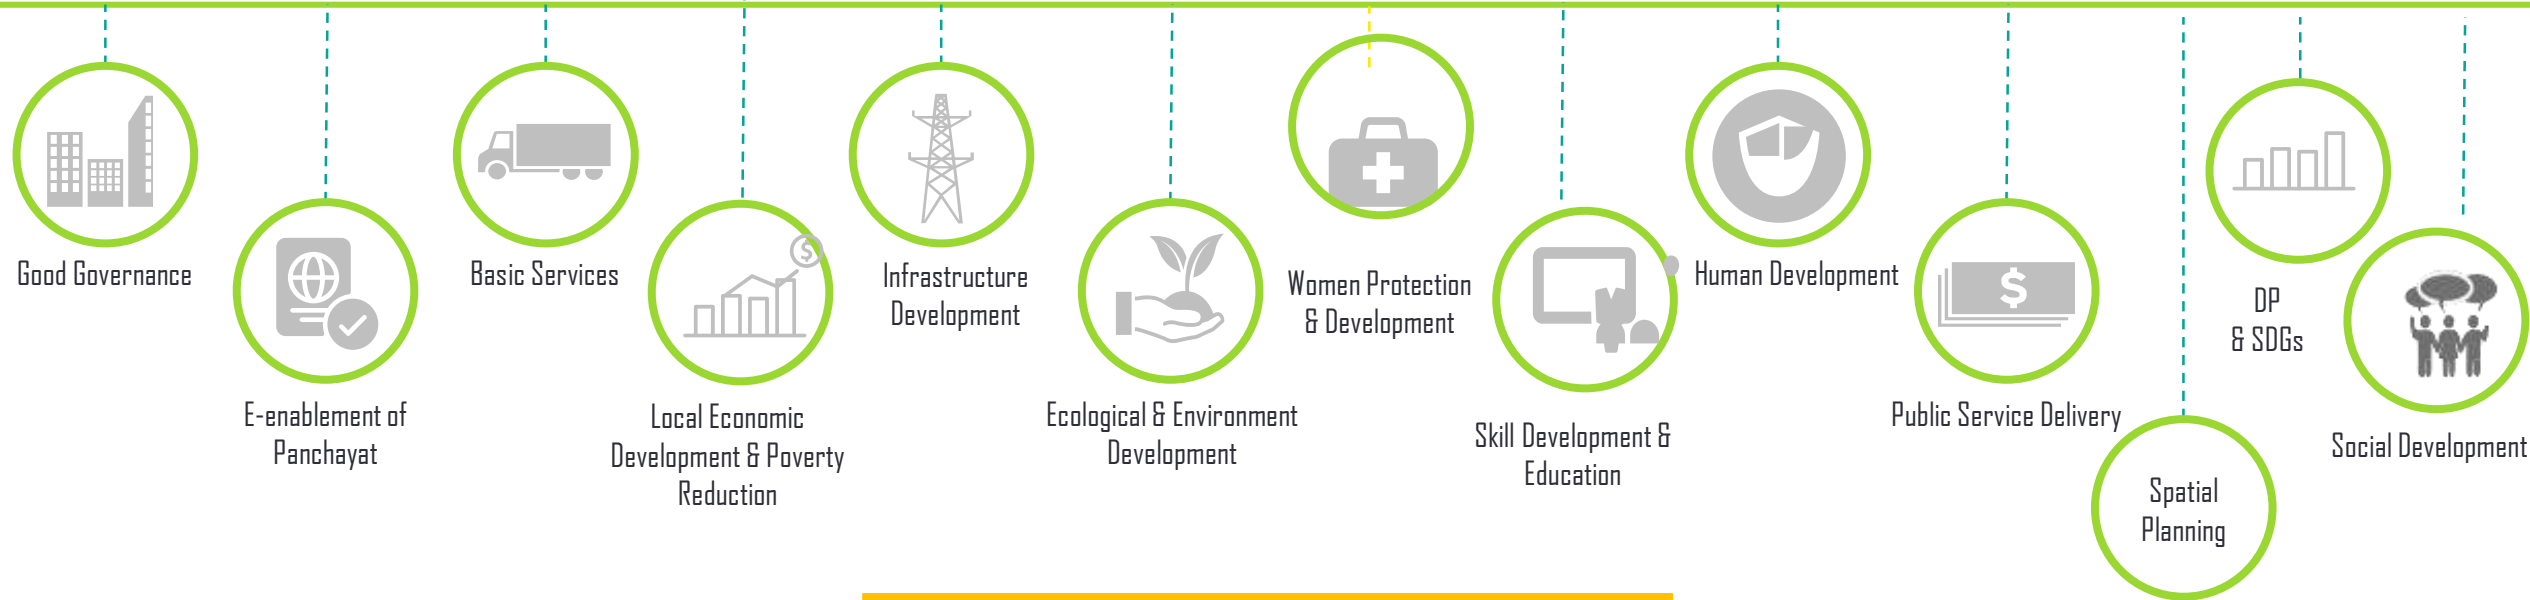 Good Governance
E-enablement of
Panchayat
Basic Services
$
Local Economic
Development & Poverty
Reduction
Infrastructure
Development
Ecological & Environment
Development
Women Protection
& Development
Skill Development &
Education
Human Development
$
Public Service Delivery
Spatial
Planning
DP
& SDGs
Social Development